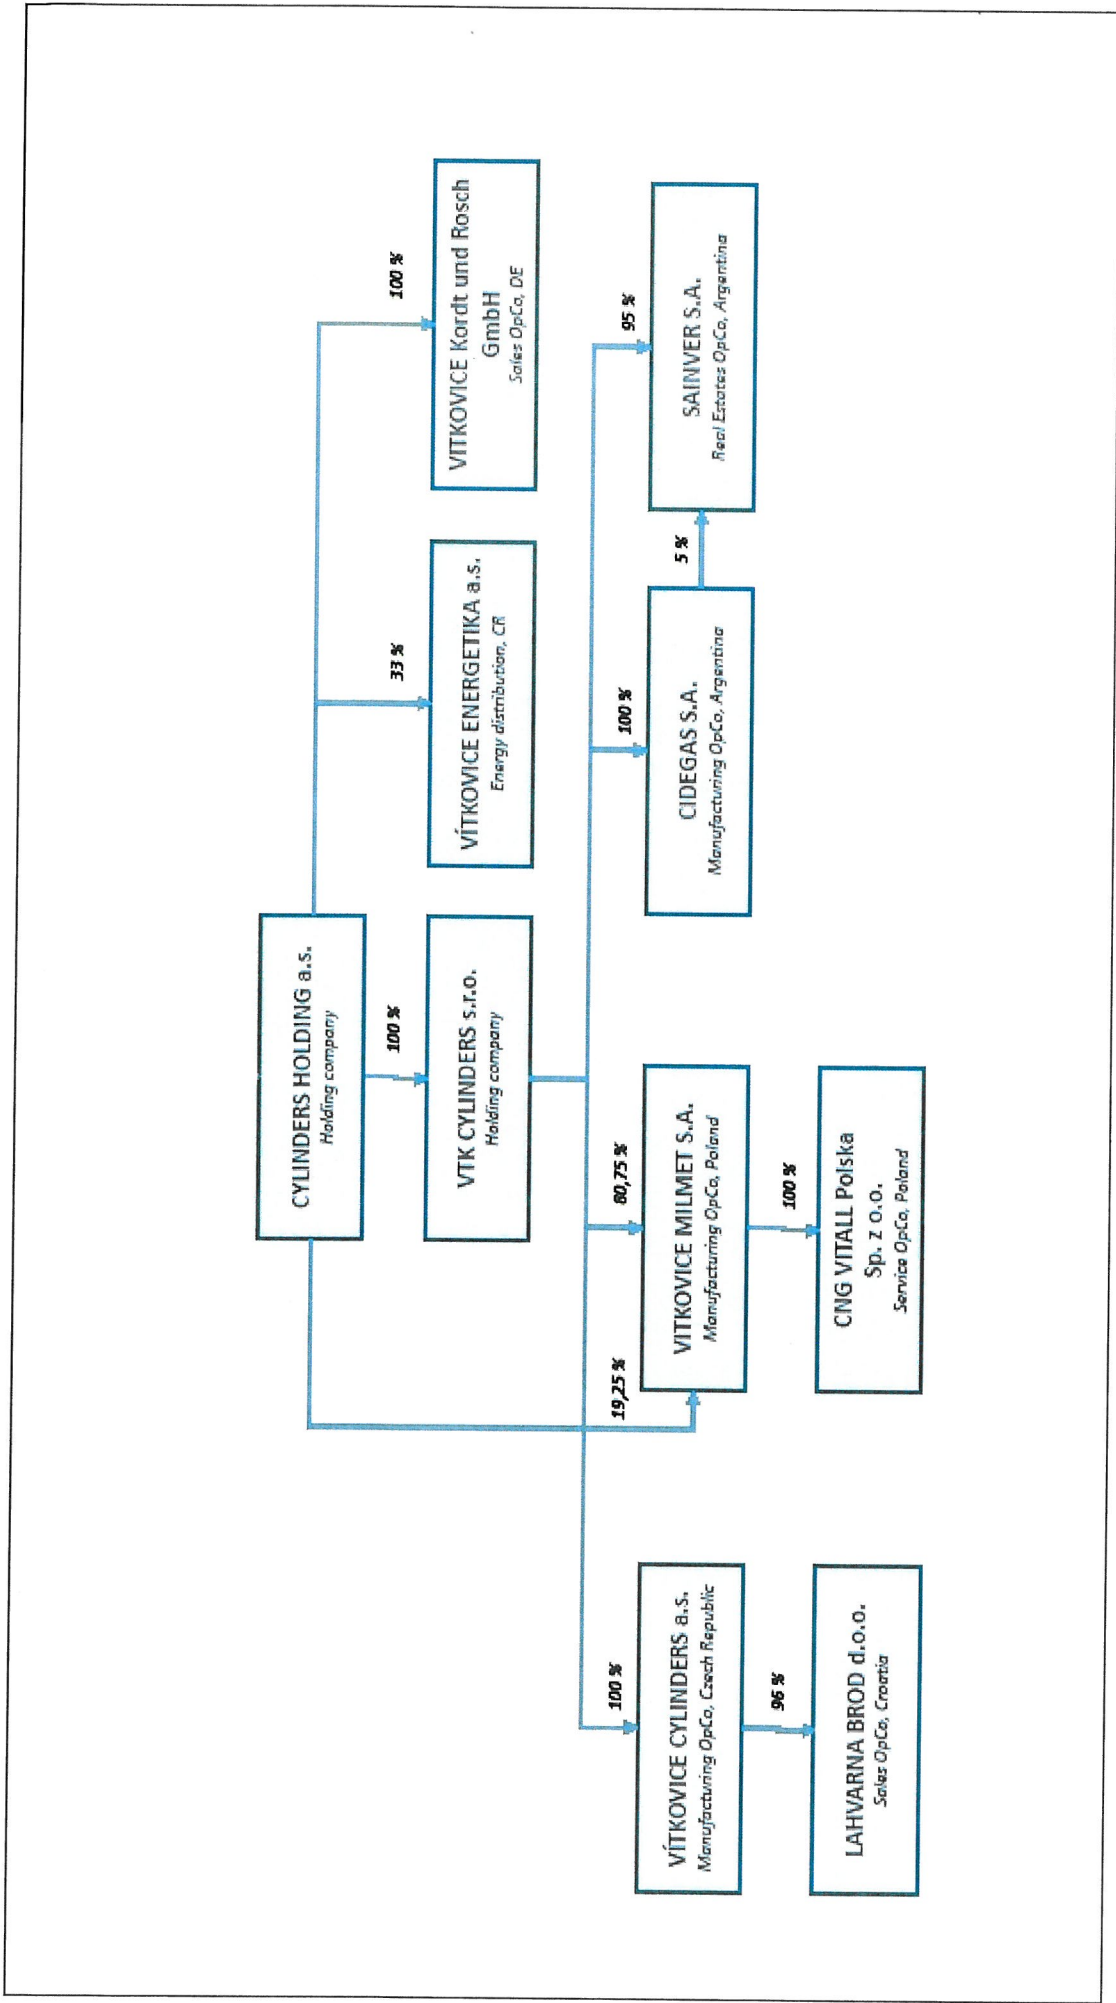 CYLINDERS HOLDING a.s.
Holding company
100 %
33 %
100 %
VTK CYLINDERS s.r.o.
Holding company
VÍTKOVICE ENERGETIKA a.s.
Energy distribution, CR
VITKOVICE Kordt und Rosch
GmbH
Sales OpCo, DE
100 %
19,25 %
80,75 %
100 %
95 %
VÍTKOVICE CYLINDERS a.s.
Manufacturing OpCo, Czech Republic
VITKOVICE MILMET S.A.
Manufacturing OpCo, Poland
CIDEGAS S.A.
Manufacturing OpCo, Argentina
5 %
SAINVER S.A.
Real Estates OpCo, Argentina
96 %
100 %
LAHVARNA BROD d.o.o.
Sales OpCo, Croatia
CNG VITALL Polska
Sp. z o.o.
Service OpCo, Poland